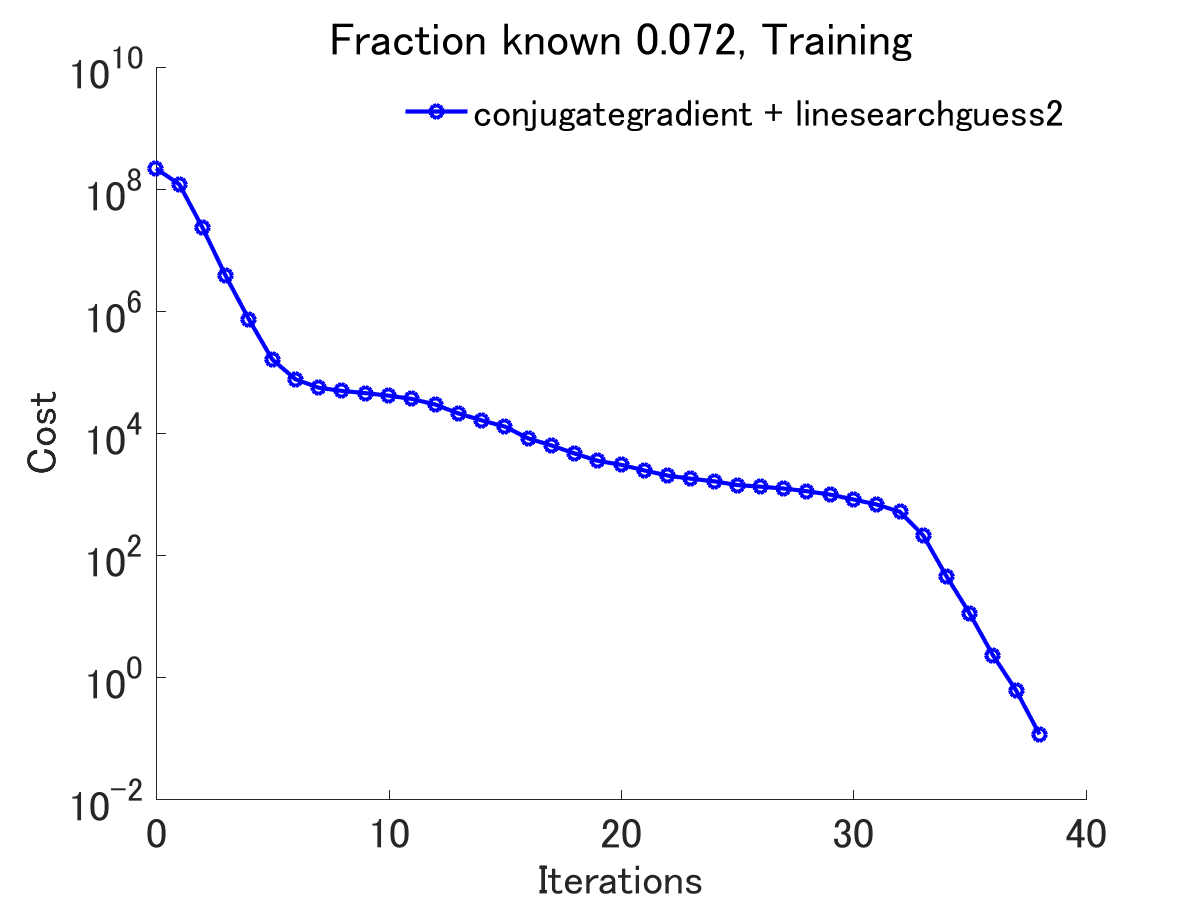 Fraction known 0.072, Training
conjugategradient + linesearchguess2
10^10
10^8
10^6
10^4
10^2
10^0
10^-2
Cost
0 10 20 30 40
Iterations